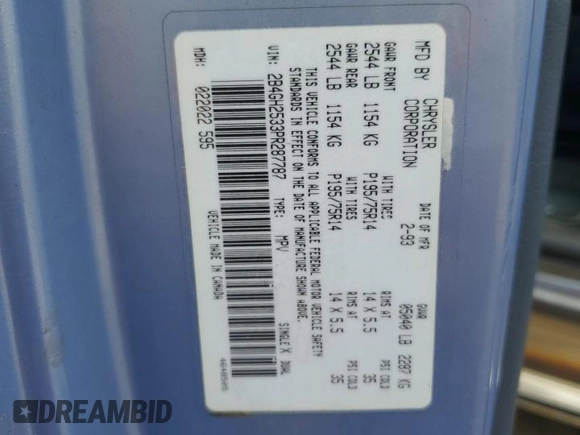 MFD BY CHRYSLER CORPORATION DATE OF MFR 2-93 GVWR 05040 LB 2287 KG
GAWR FRONT WITH TIRES RIMS AT PSI COLD
2544 LB 1154 KG P195/75R14 14 X 5.5 35
GAWR REAR WITH TIRES RIMS AT PSI COLD
2544 LB 1154 KG P195/75R14 14 X 5.5 35
THIS VEHICLE CONFORMS TO ALL APPLICABLE FEDERAL MOTOR VEHICLE SAFETY
STANDARDS IN EFFECT ON THE DATE OF MANUFACTURE SHOWN ABOVE.
VIN: 2B4GH2533PR287787 TYPE: MPV SINGLE X DUAL
MDH: 022022 595
VEHICLE MADE IN CANADA
DREAMBID